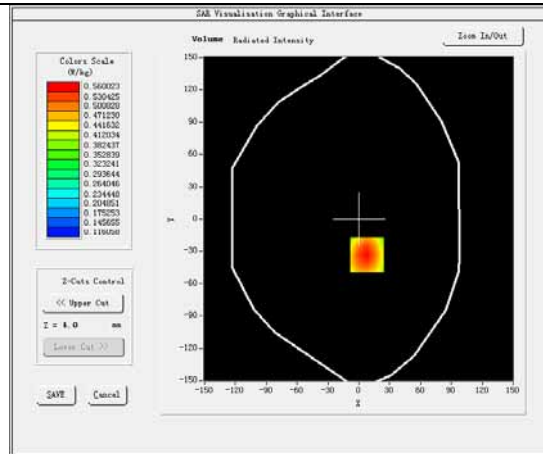 SAR Visualisation Graphical Interface
Volume Radiated Intensity
Zoom In/Out
Colors Scale
(W/kg)
0.560023
0.530425
0.500828
0.471230
0.441632
0.412034
0.382437
0.352839
0.323241
0.293644
0.264046
0.234448
0.204851
0.175253
0.145655
150
120
90
60
30
0
-30
-60
-90
-120
-150
Y
-150 -120 -90 -60 -30 0 30 60 90 120 150
X
Z-Cuts Control
<< Upper Cut
Z = 4.0 mm
Lower Cut >>
SAVE Cancel